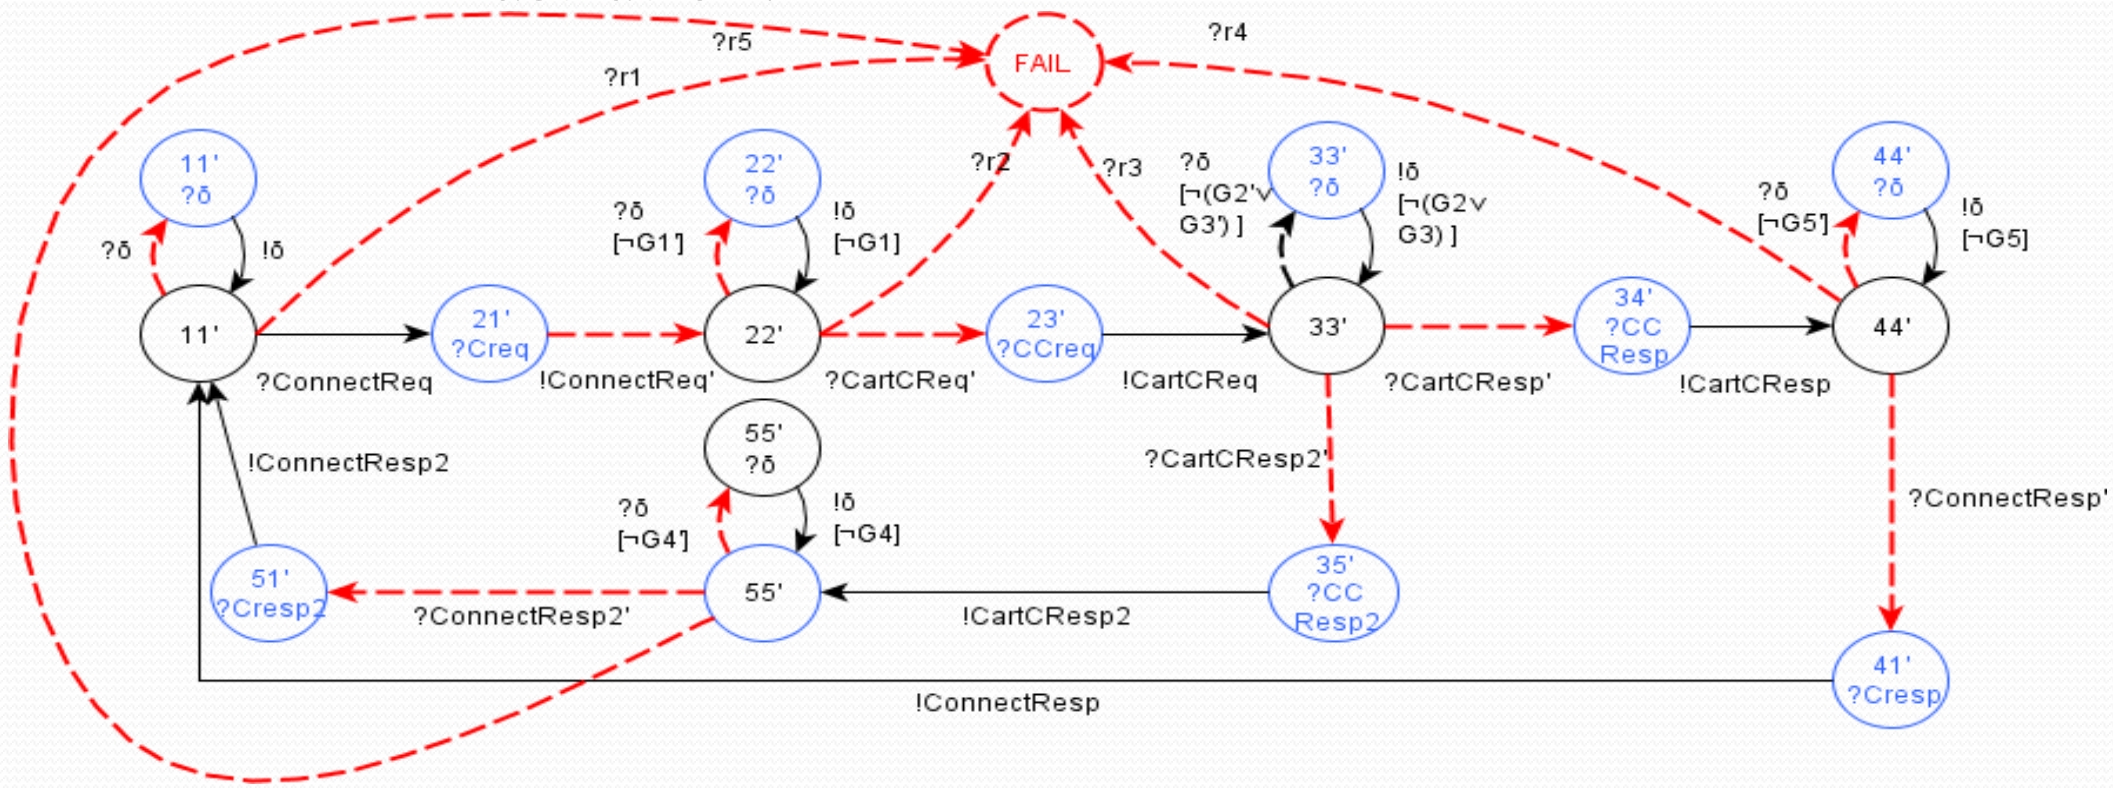 ?r5
?r4
?r1
FAIL
11'
?δ
22'
?δ
?r2
?r3
33'
?δ
44'
?δ
?δ
!δ
?δ
[¬G1']
!δ
[¬G1]
?δ
[¬(G2'∨
G3') ]
!δ
[¬(G2∨
G3) ]
?δ
[¬G5']
!δ
[¬G5]
11'
21'
?Creq
22'
23'
?CCreq
33'
34'
?CC
Resp
44'
?ConnectReq
!ConnectReq'
?CartCReq'
!CartCReq
?CartCResp'
!CartCResp
55'
?δ
!ConnectResp2
?CartCResp2'
?ConnectResp'
?δ
[¬G4']
!δ
[¬G4]
51'
?Cresp2
?ConnectResp2'
55'
!CartCResp2
35'
?CC
Resp2
41'
?Cresp
!ConnectResp